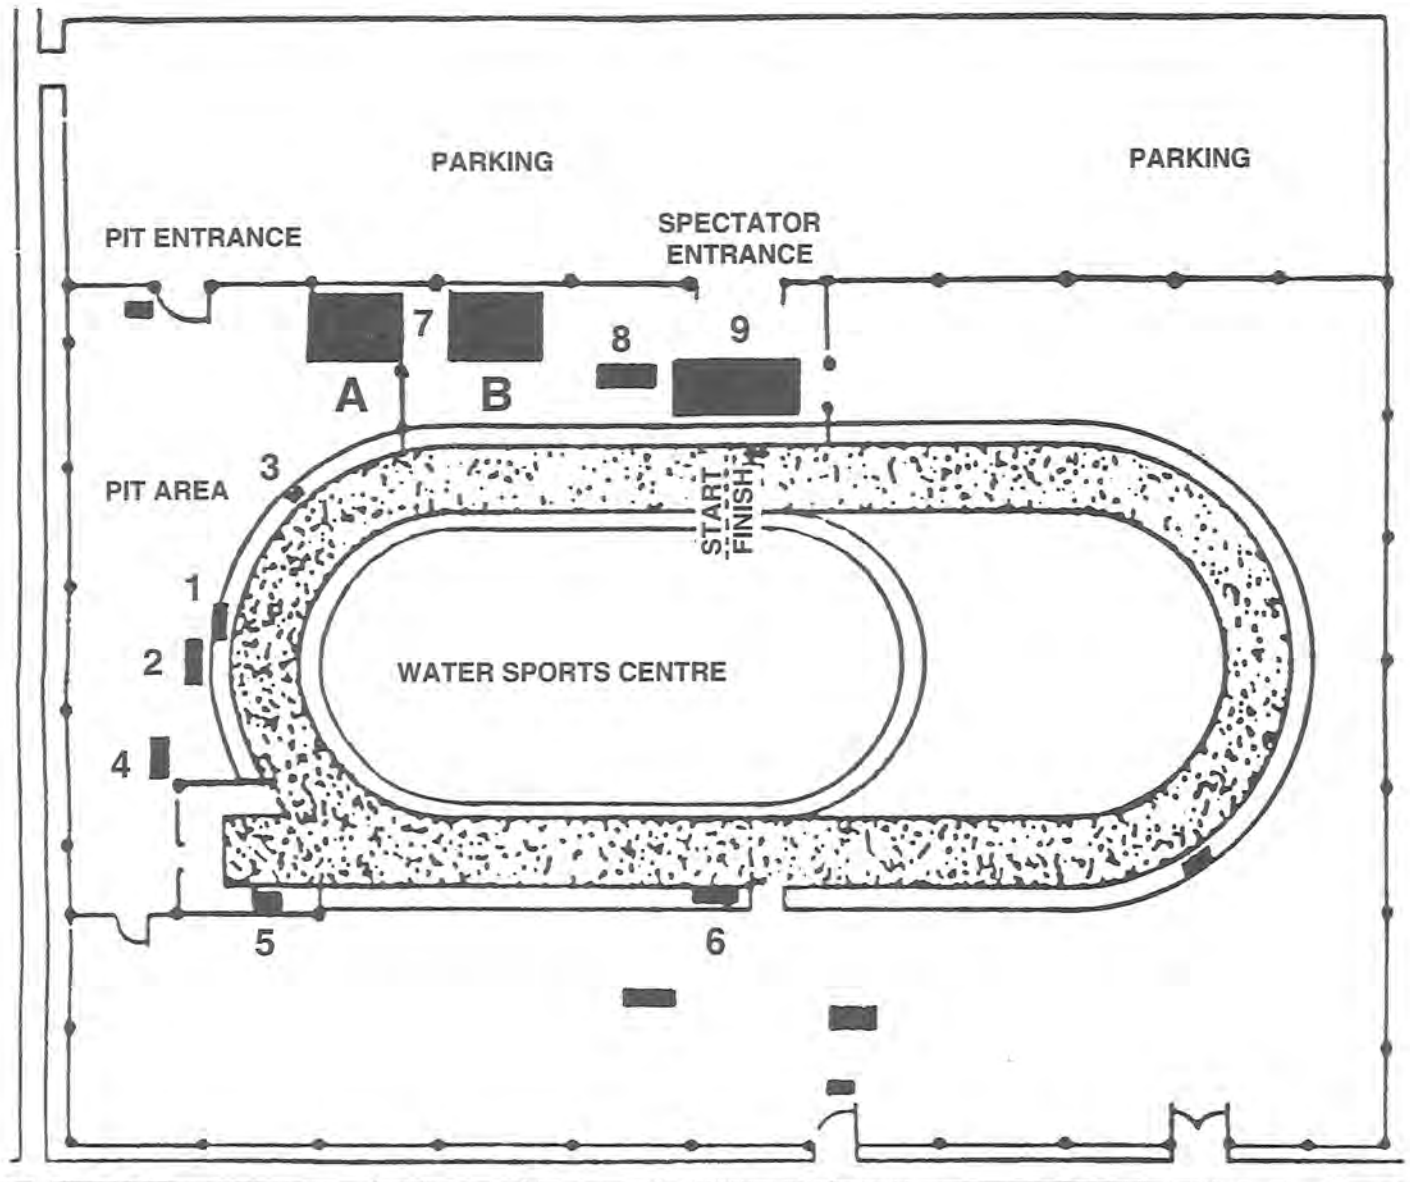 PARKING
PARKING
PIT ENTRANCE
SPECTATOR
ENTRANCE
7
8
9
A
B
3
PIT AREA
START
FINISH
1
2
WATER SPORTS CENTRE
4
5
6